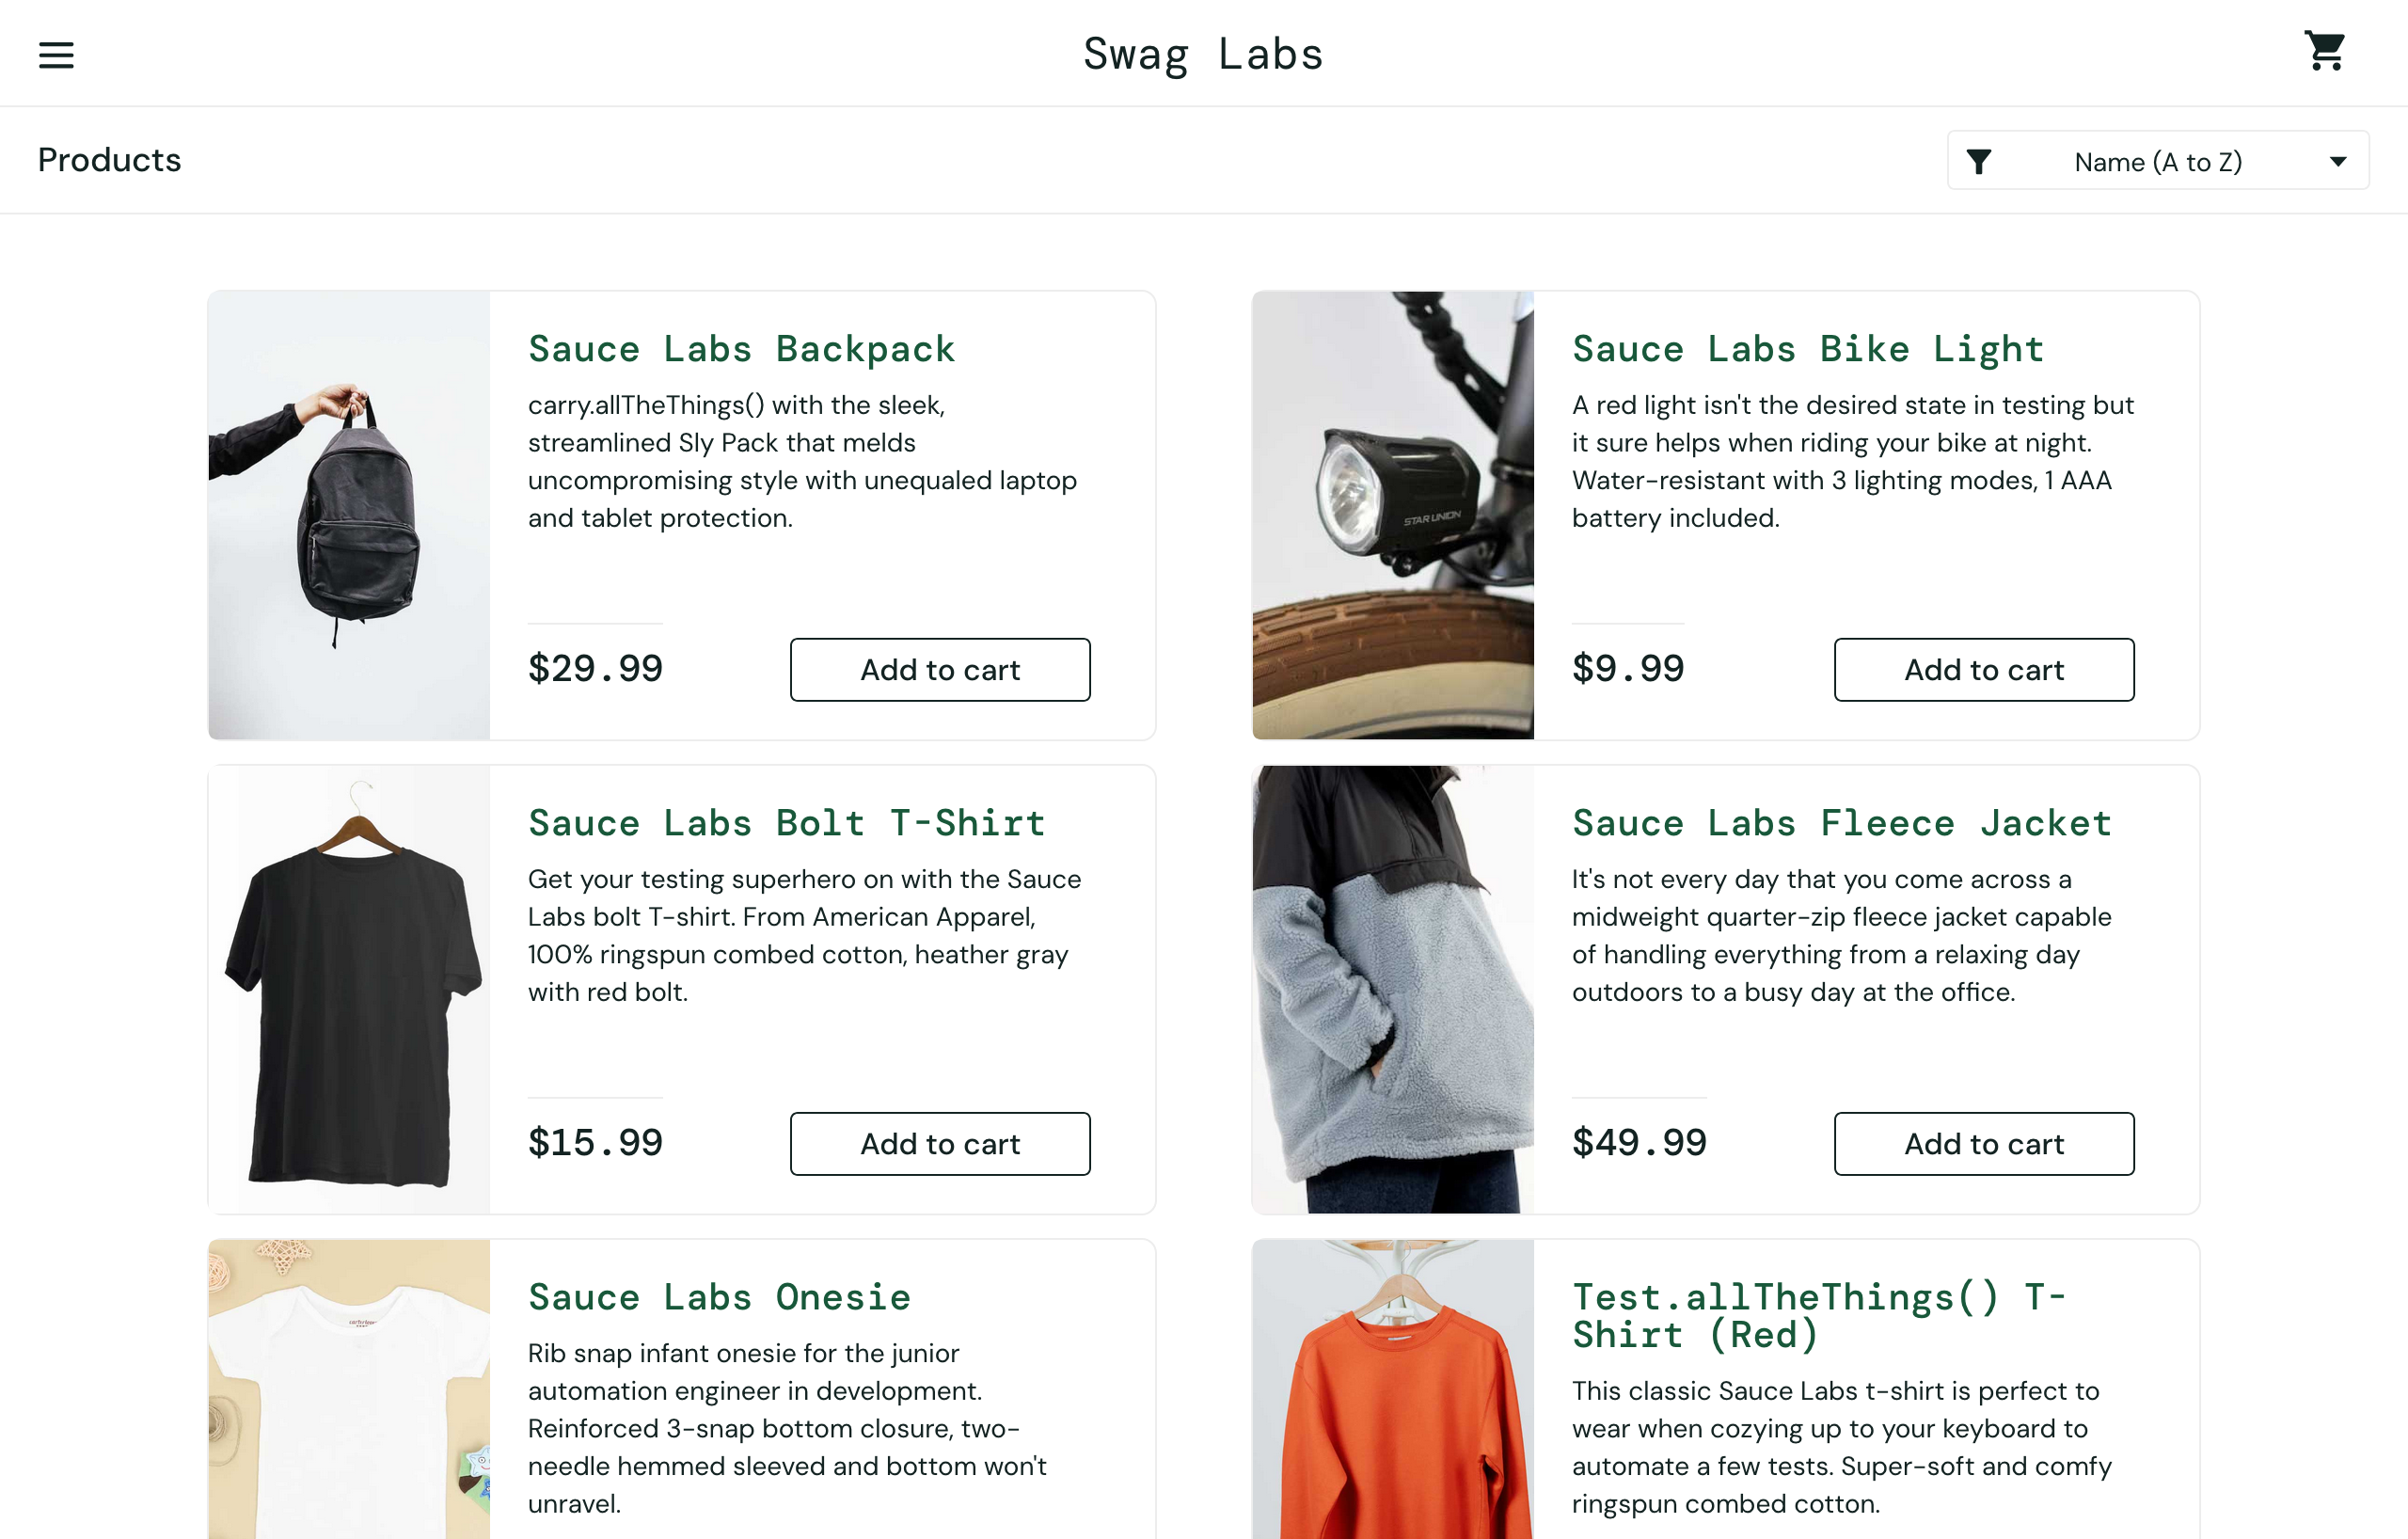 Swag Labs
Products
Name (A to Z)
Sauce Labs Backpack
carry.allTheThings() with the sleek,
streamlined Sly Pack that melds
uncompromising style with unequaled laptop
and tablet protection.
$29.99
Add to cart
STAR UNION
Sauce Labs Bike Light
A red light isn't the desired state in testing but
it sure helps when riding your bike at night.
Water-resistant with 3 lighting modes, 1 AAA
battery included.
$9.99
Add to cart
Sauce Labs Bolt T-Shirt
Get your testing superhero on with the Sauce
Labs bolt T-shirt. From American Apparel,
100% ringspun combed cotton, heather gray
with red bolt.
$15.99
Add to cart
Sauce Labs Fleece Jacket
It's not every day that you come across a
midweight quarter-zip fleece jacket capable
of handling everything from a relaxing day
outdoors to a busy day at the office.
$49.99
Add to cart
Sauce Labs Onesie
Rib snap infant onesie for the junior
automation engineer in development.
Reinforced 3-snap bottom closure, two-
needle hemmed sleeved and bottom won't
unravel.
Test.allTheThings() T-
Shirt (Red)
This classic Sauce Labs t-shirt is perfect to
wear when cozying up to your keyboard to
automate a few tests. Super-soft and comfy
ringspun combed cotton.